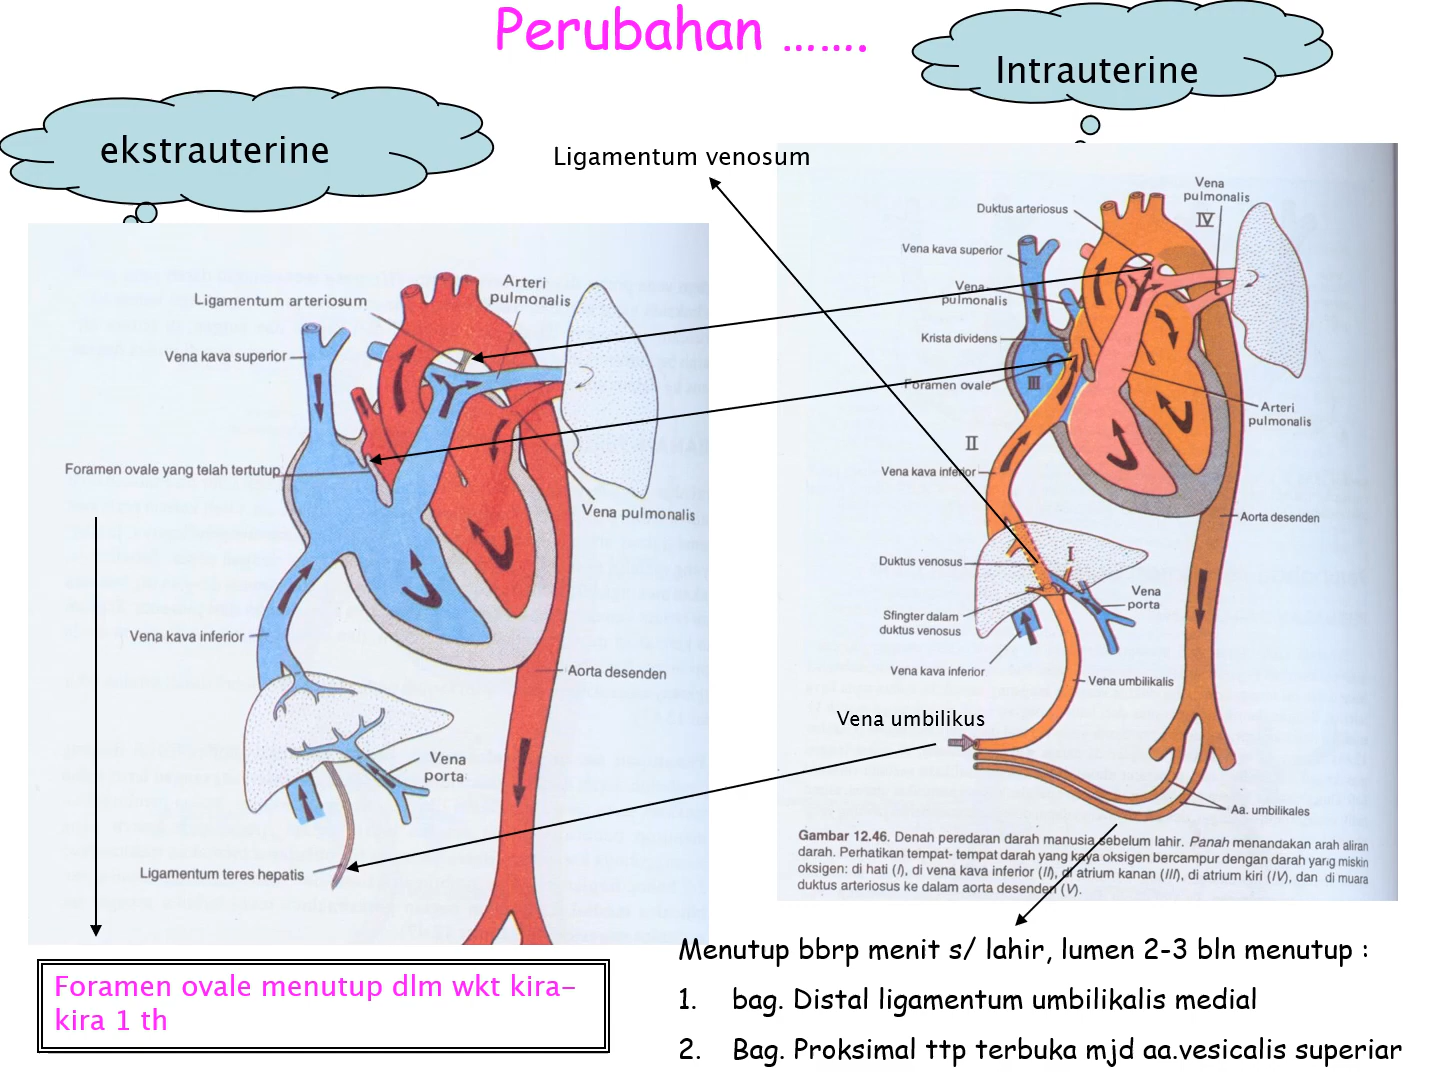 Perubahan .......
Intrauterine
ekstrauterine
Ligamentum venosum
Arteri
pulmonalis
Ligamentum arteriosum
Vena kava superior
Foramen ovale yang telah tertutup
Vena pulmonalis
Vena kava inferior
Aorta desenden
Vena
porta
Ligamentum teres hepatis
Vena
pulmonalis
IV
Duktus arteriosus
Vena kava superior
Vena
pulmonalis
Krista dividens
Foramen ovale
III
Arteri
pulmonalis
II
Vena kava inferior
Aorta desenden
Duktus venosus
I
Vena
porta
Sfingter dalam
duktus venosus
Vena kava inferior
Vena umbilikalis
Vena umbilikus
Aa. umbilikales
Gambar 12.46. Denah peredaran darah manusia sebelum lahir. Panah menandakan arah aliran
darah. Perhatikan tempat- tempat darah yang kaya oksigen bercampur dengan darah yang miskin
oksigen: di hati (I), di vena kava inferior (II), di atrium kanan (III), di atrium kiri (IV), dan di muara
duktus arteriosus ke dalam aorta desenden (V).
Foramen ovale menutup dlm wkt kira-
kira 1 th
Menutup bbrp menit s/ lahir, lumen 2-3 bln menutup :
1. bag. Distal ligamentum umbilikalis medial
2. Bag. Proksimal ttp terbuka mjd aa.vesicalis superiar